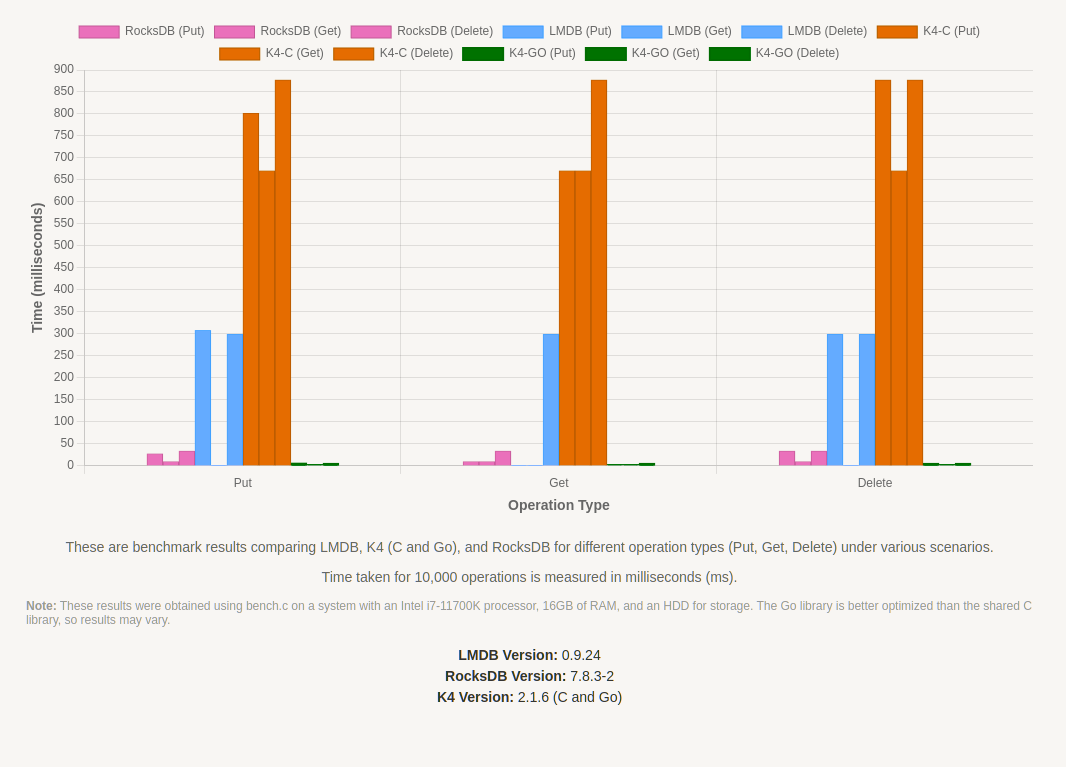 RocksDB (Put) RocksDB (Get) RocksDB (Delete) LMDB (Put) LMDB (Get) LMDB (Delete) K4-C (Put)
K4-C (Get) K4-C (Delete) K4-GO (Put) K4-GO (Get) K4-GO (Delete)
900
850
800
750
700
650
600
550
500
450
400
350
300
250
200
150
100
50
0
Time (milliseconds)
Put Get Delete
Operation Type
These are benchmark results comparing LMDB, K4 (C and Go), and RocksDB for different operation types (Put, Get, Delete) under various scenarios.
Time taken for 10,000 operations is measured in milliseconds (ms).
Note: These results were obtained using bench.c on a system with an Intel i7-11700K processor, 16GB of RAM, and an HDD for storage. The Go library is better optimized than the shared C
library, so results may vary.
LMDB Version: 0.9.24
RocksDB Version: 7.8.3-2
K4 Version: 2.1.6 (C and Go)